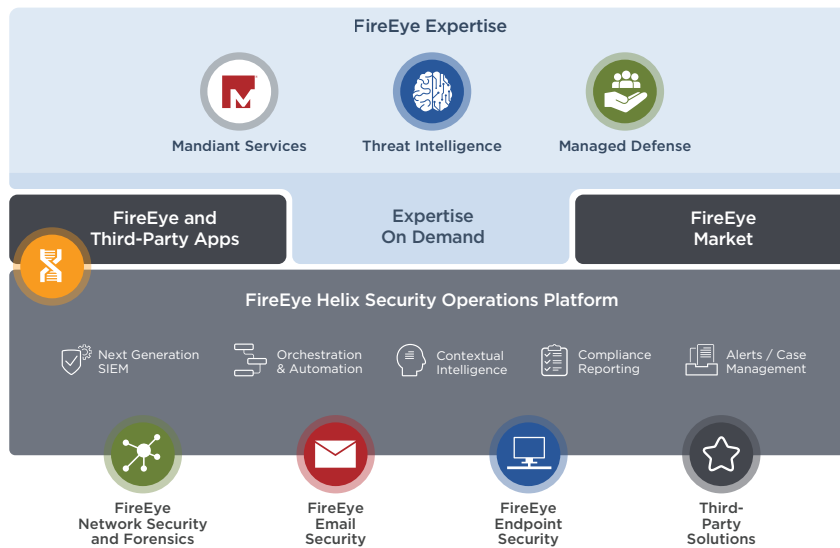 FireEye Expertise
M
Mandiant Services
Threat Intelligence
Managed Defense
FireEye and
Third-Party Apps
Expertise
On Demand
FireEye
Market
FireEye Helix Security Operations Platform
Next Generation
SIEM
Orchestration
& Automation
Contextual
Intelligence
Compliance
Reporting
Alerts / Case
Management
FireEye
Network Security
and Forensics
FireEye
Email
Security
FireEye
Endpoint
Security
Third-
Party
Solutions